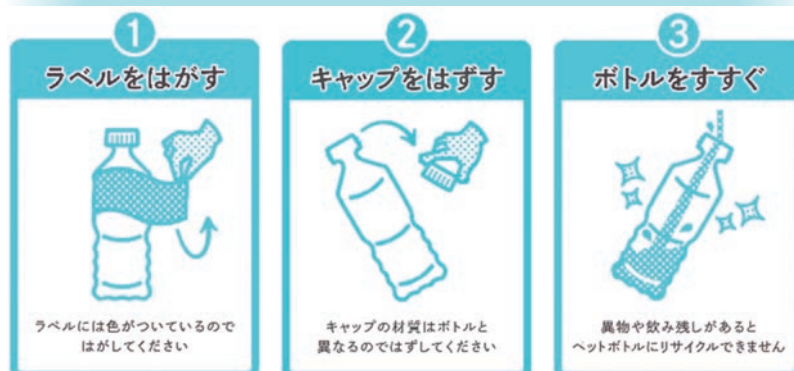 1
ラベルをはがす
ラベルには色がついているので
はがしてください
2
キャップをはずす
キャップの材質はボトルと
異なるのではずしてください
3
ボトルをすすぐ
異物や飲み残しがあると
ペットボトルにリサイクルできません